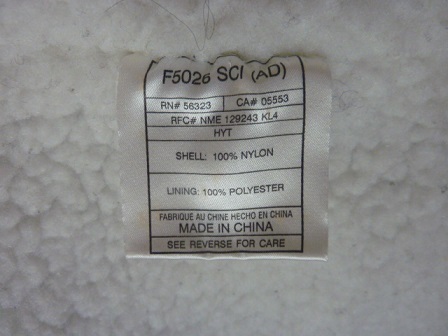 F5026 SCI (AD)
RN# 56323 CA# 05553
RFC# NME 129243 KL4
HYT
SHELL: 100% NYLON
LINING: 100% POLYESTER
FABRIQUE AU CHINE HECHO EN CHINA
MADE IN CHINA
SEE REVERSE FOR CARE